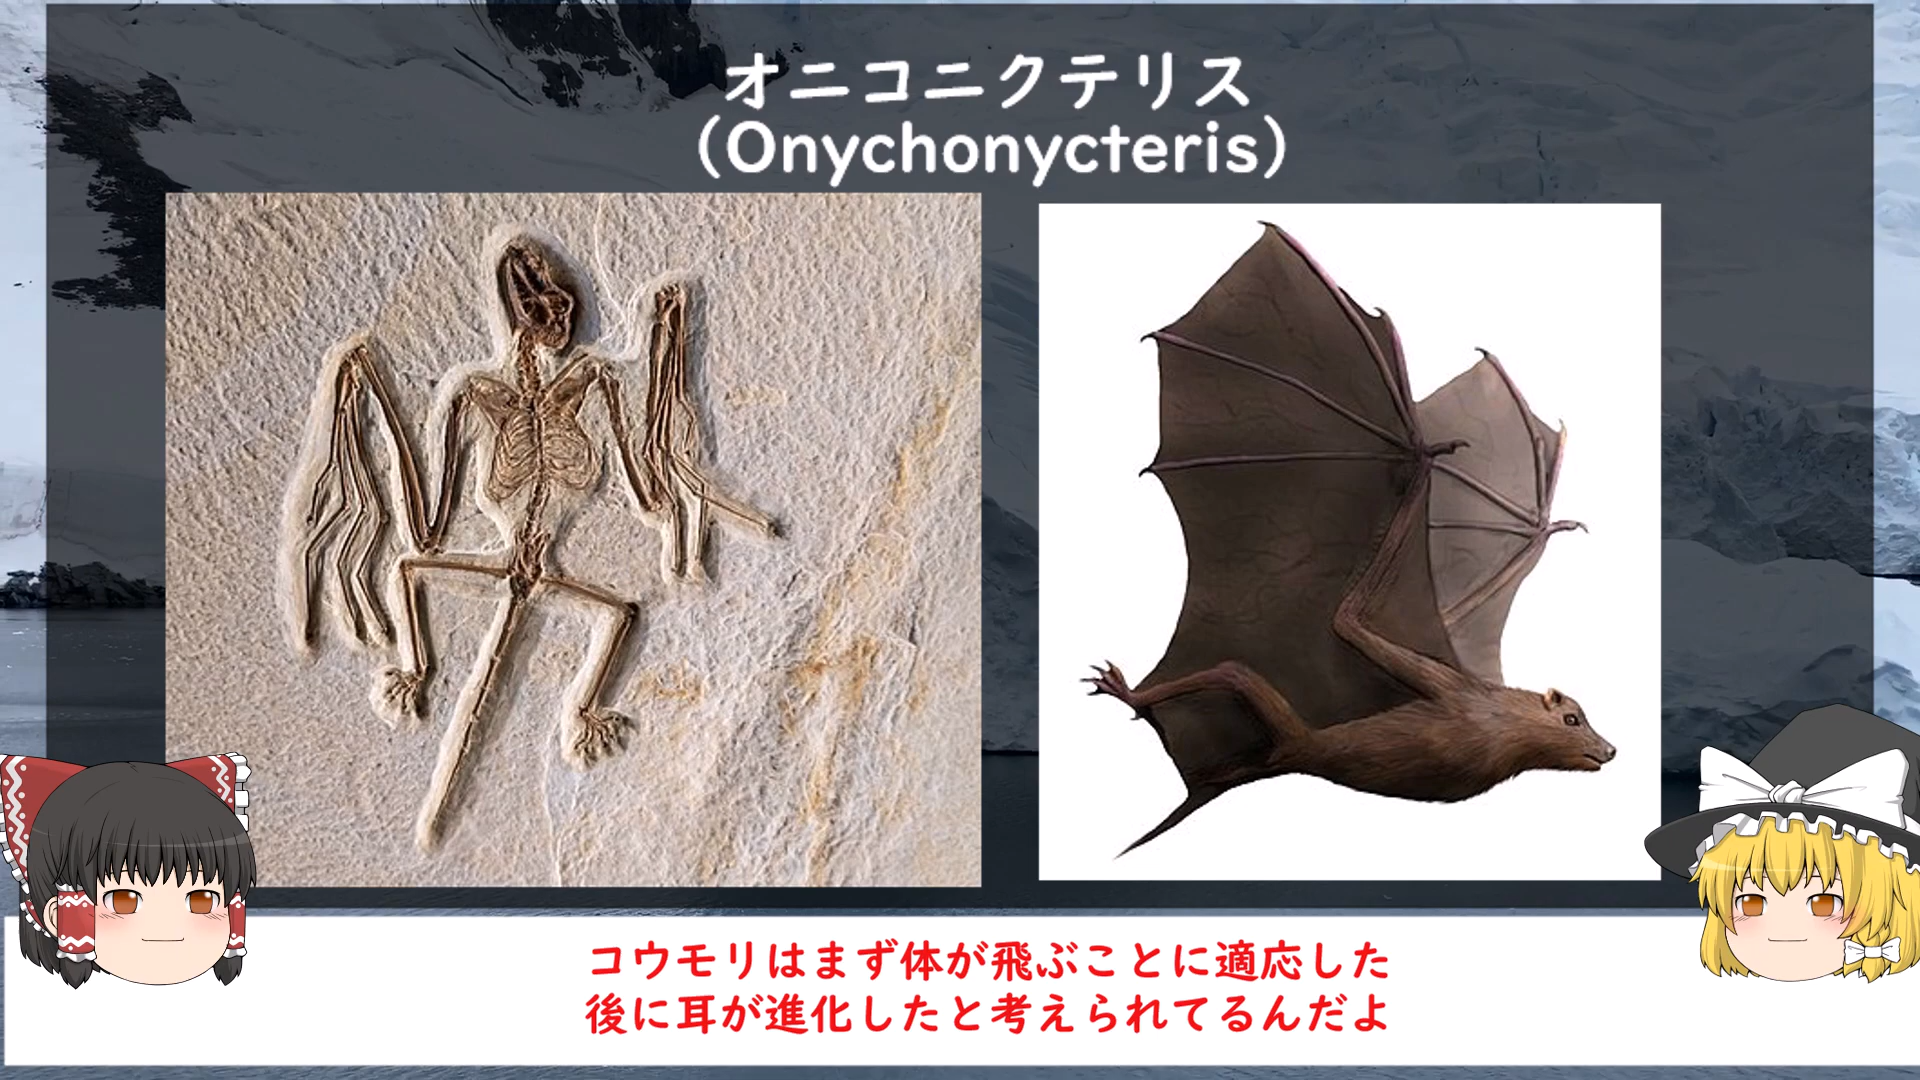 オニコニクテリス
(Onychonycteris)
コウモリはまず体が飛ぶことに適応した
後に耳が進化したと考えられてるんだよ